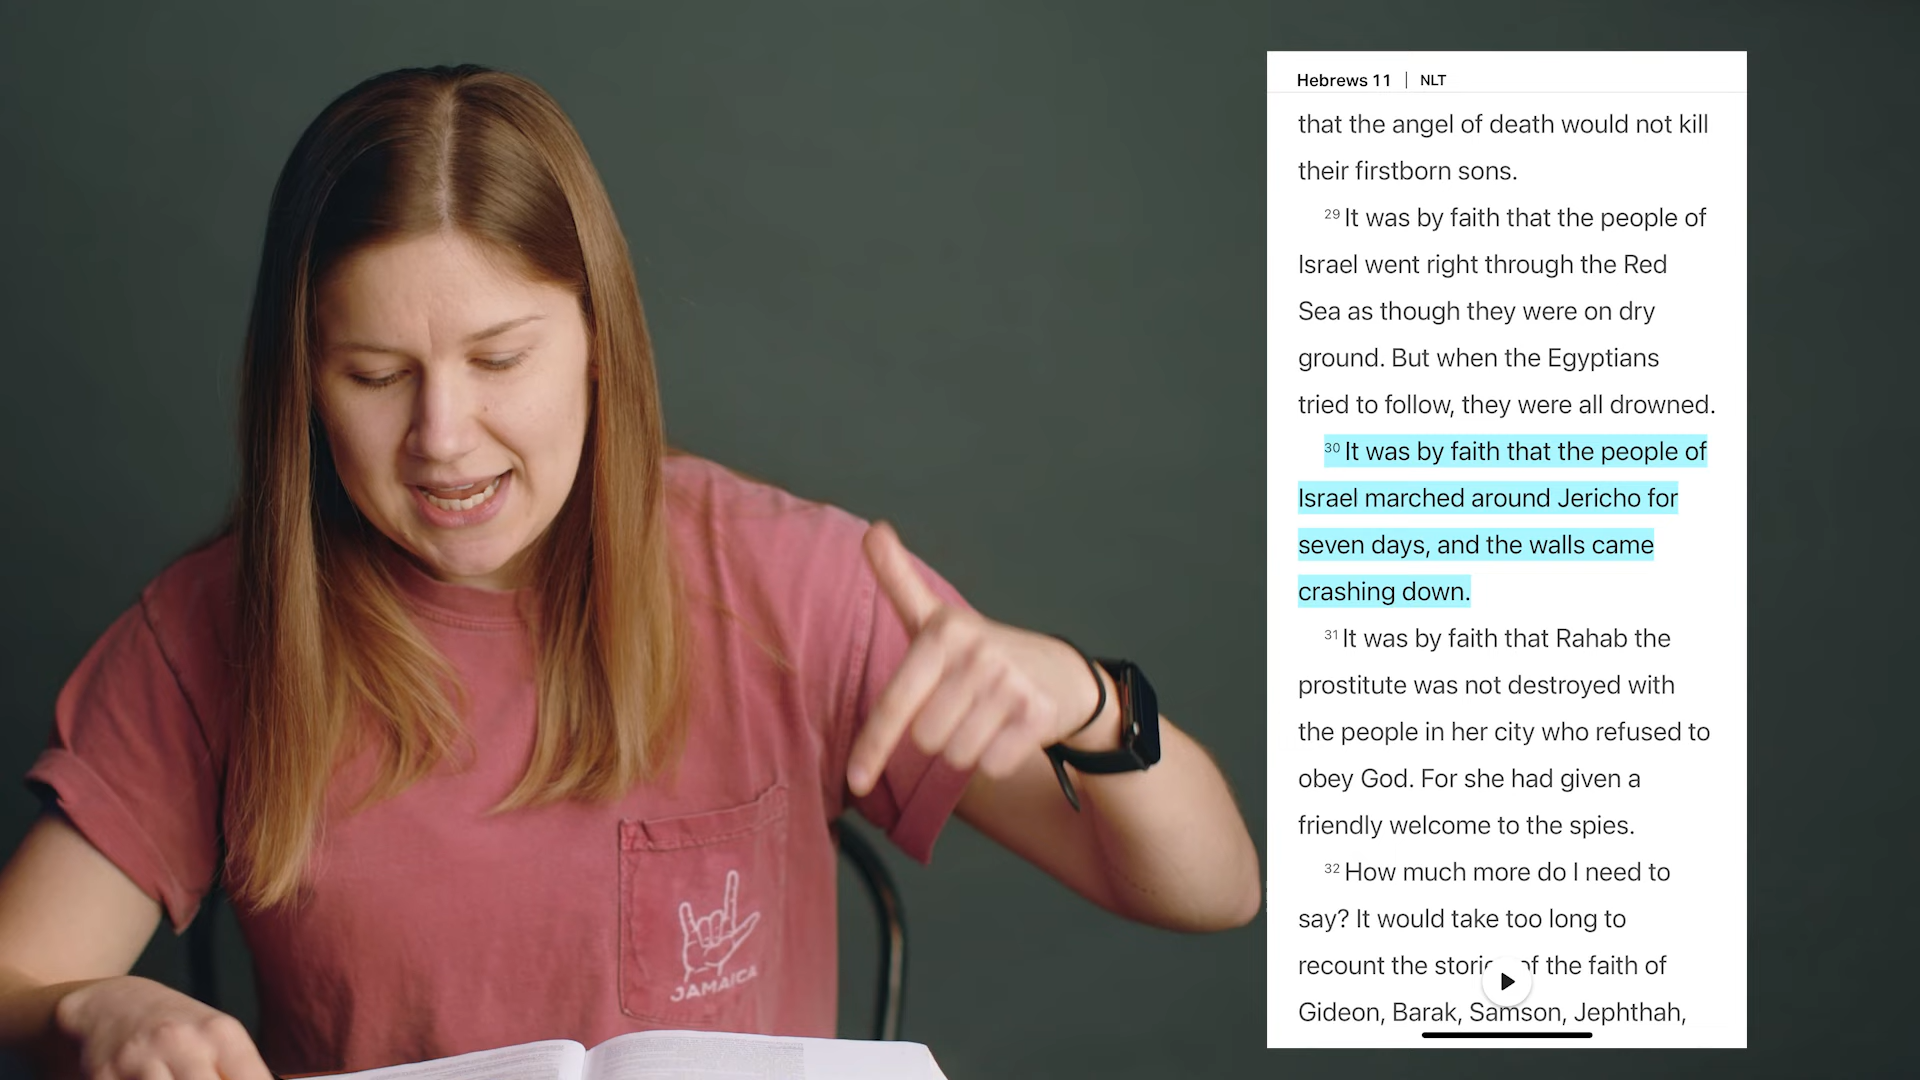 Hebrews 11 | NLT
that the angel of death would not kill
their firstborn sons.
29 It was by faith that the people of
Israel went right through the Red
Sea as though they were on dry
ground. But when the Egyptians
tried to follow, they were all drowned.
30 It was by faith that the people of
Israel marched around Jericho for
seven days, and the walls came
crashing down.
31 It was by faith that Rahab the
prostitute was not destroyed with
the people in her city who refused to
obey God. For she had given a
friendly welcome to the spies.
32 How much more do I need to
say? It would take too long to
recount the stories of the faith of
Gideon, Barak, Samson, Jephthah,
JAMAICA